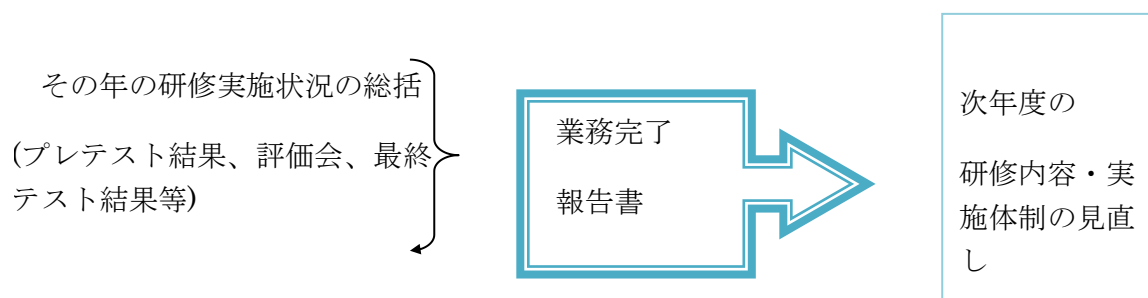 その年の研修実施状況の総括
(プレテスト結果、評価会、最終
テスト結果等)
業務完了
報告書
次年度の
研修内容・実
施体制の見直
し